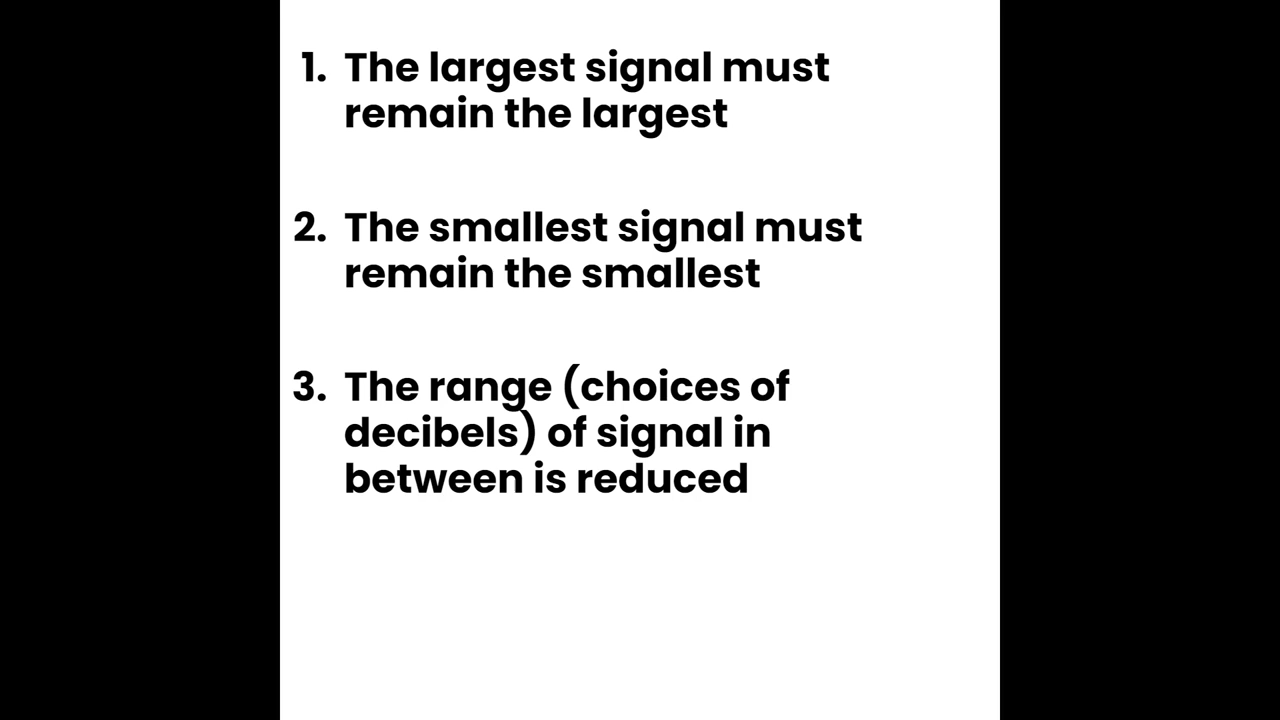 1. The largest signal must
remain the largest
2. The smallest signal must
remain the smallest
3. The range (choices of
decibels) of signal in
between is reduced